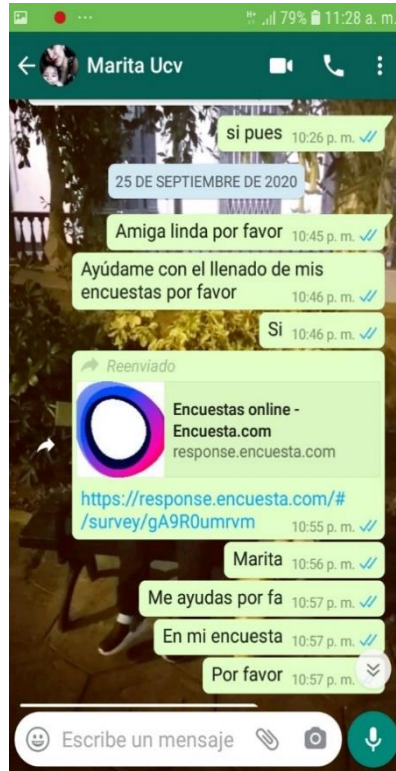 79% 11:28 a. m.
Marita Ucv
si pues 10:26 p. m.
25 DE SEPTIEMBRE DE 2020
Amiga linda por favor 10:45 p. m.
Ayúdame con el llenado de mis
encuestas por favor 10:46 p. m.
Si 10:46 p. m.
Reenviado
Encuestas online -
Encuesta.com
response.encuesta.com
https://response.encuesta.com/#
/survey/gA9R0umrvm 10:55 p. m.
Marita 10:56 p. m.
Me ayudas por fa 10:57 p. m.
En mi encuesta 10:57 p. m.
Por favor 10:57 p. m.
Escribe un mensaje